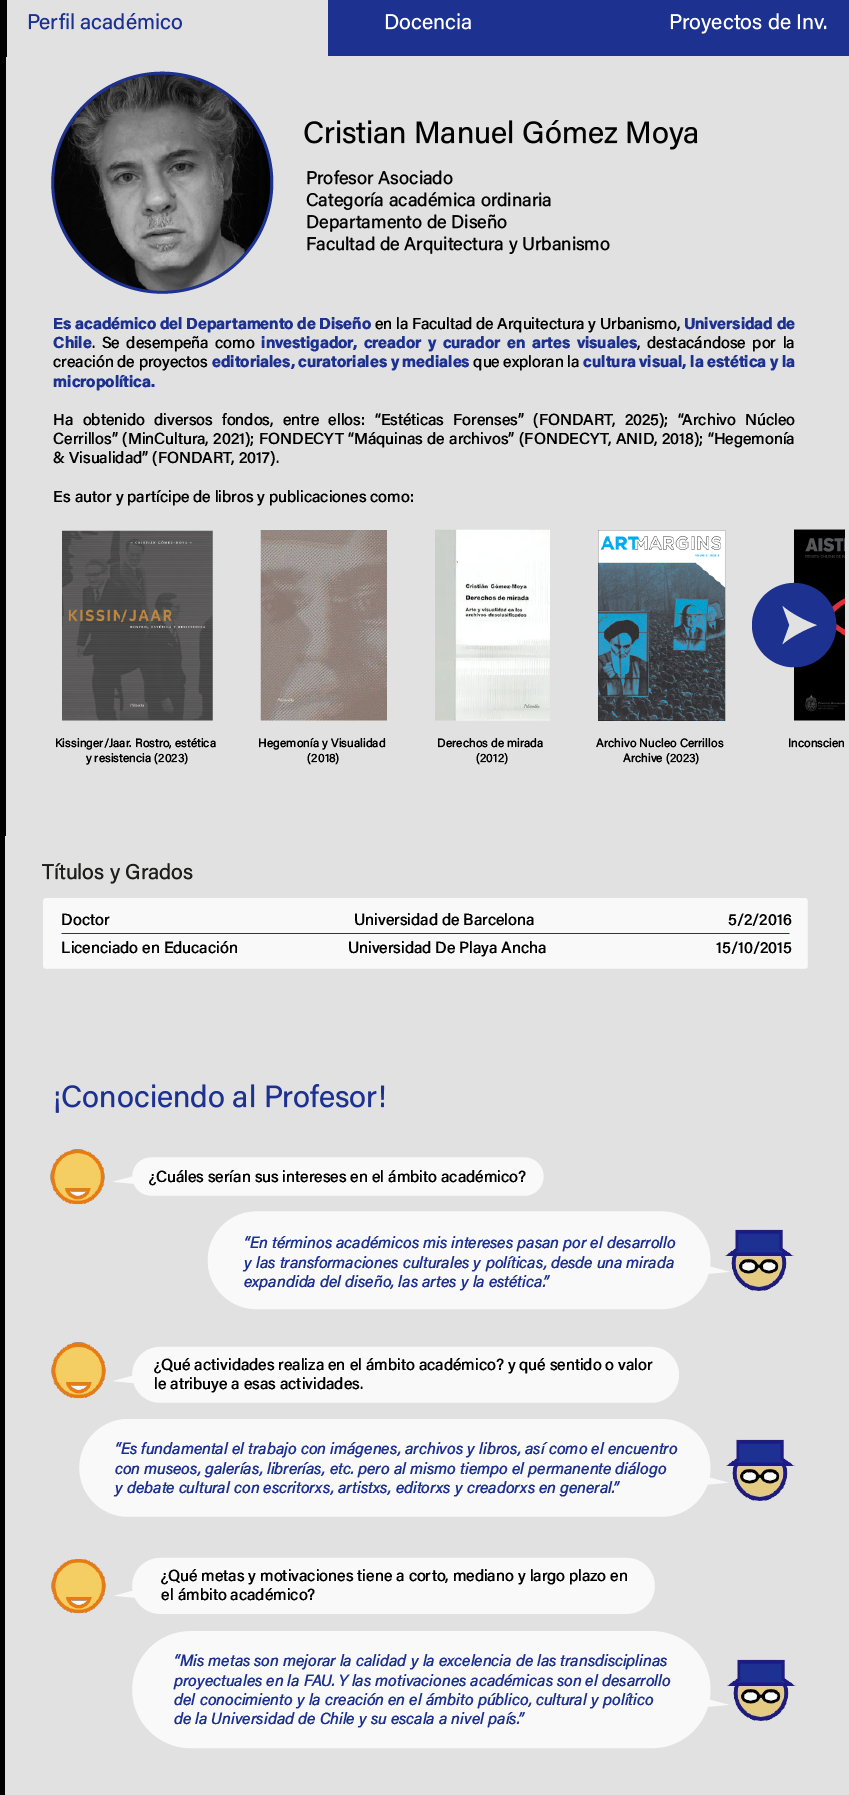 Perfil académico
Docencia
Proyectos de Inv.
Cristian Manuel Gómez Moya
Profesor Asociado
Categoría académica ordinaria
Departamento de Diseño
Facultad de Arquitectura y Urbanismo
Es académico del Departamento de Diseño en la Facultad de Arquitectura y Urbanismo, Universidad de
Chile. Se desempeña como investigador, creador y curador en artes visuales, destacándose por la
creación de proyectos editoriales, curatoriales y mediales que exploran la cultura visual, la estética y la
micropolítica.
Ha obtenido diversos fondos, entre ellos: “Estéticas Forenses” (FONDART, 2025); “Archivo Núcleo
Cerrillos” (MinCultura, 2021); FONDECYT “Máquinas de archivos” (FONDECYT, ANID, 2018); “Hegemonía
& Visualidad” (FONDART, 2017).
Es autor y partícipe de libros y publicaciones como:
CRISTIÁN GÓMEZ-MOYA
KISSIN/JAAR
ROSTRO, ESTÉTICA Y RESISTENCIA
Cristián Gómez-Moya
Derechos de mirada
Arte y visualidad en los
archivos desclasificados
ARTMARGINS
AIST
Kissinger/Jaar. Rostro, estética
y resistencia (2023)
Hegemonía y Visualidad
(2018)
Derechos de mirada
(2012)
Archivo Nucleo Cerrillos
Archive (2023)
Inconscien
Títulos y Grados
Doctor Universidad de Barcelona 5/2/2016
Licenciado en Educación Universidad De Playa Ancha 15/10/2015
¡Conociendo al Profesor!
¿Cuáles serían sus intereses en el ámbito académico?
“En términos académicos mis intereses pasan por el desarrollo
y las transformaciones culturales y políticas, desde una mirada
expandida del diseño, las artes y la estética.”
¿Qué actividades realiza en el ámbito académico? y qué sentido o valor
le atribuye a esas actividades.
“Es fundamental el trabajo con imágenes, archivos y libros, así como el encuentro
con museos, galerías, librerías, etc. pero al mismo tiempo el permanente diálogo
y debate cultural con escritorxs, artistxs, editorxs y creadorxs en general.”
¿Qué metas y motivaciones tiene a corto, mediano y largo plazo en
el ámbito académico?
“Mis metas son mejorar la calidad y la excelencia de las transdisciplinas
proyectuales en la FAU. Y las motivaciones académicas son el desarrollo
del conocimiento y la creación en el ámbito público, cultural y político
de la Universidad de Chile y su escala a nivel país.”